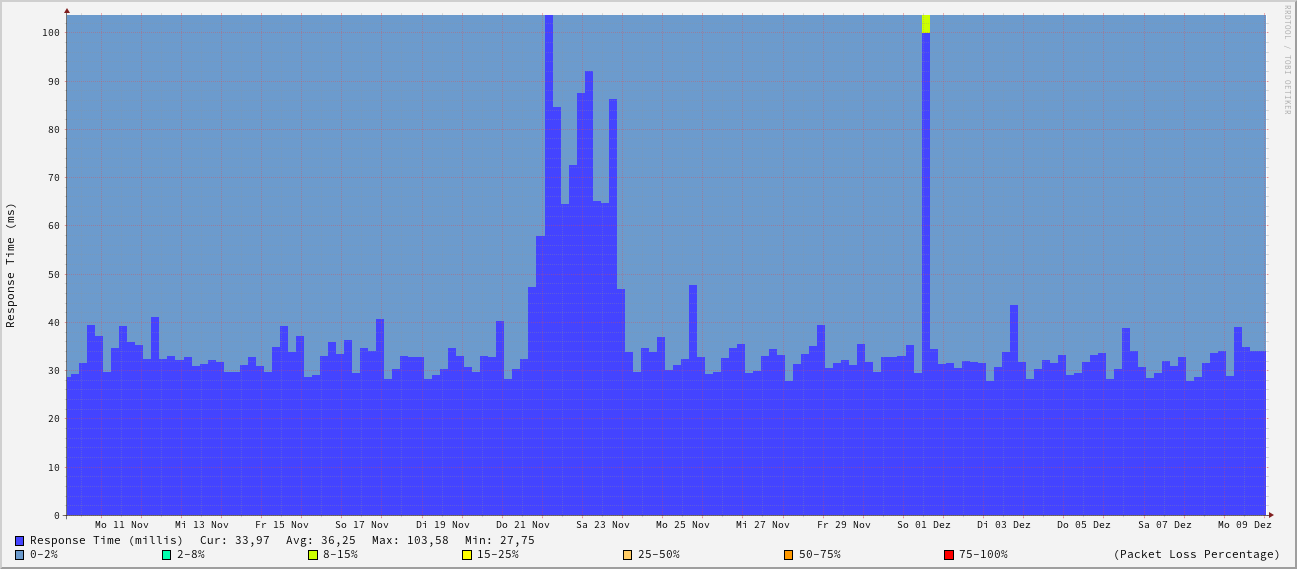 RRDTOOL / TOBI OETIKER
Response Time (ms)
100
90
80
70
60
50
40
30
20
10
0
Mo 11 Nov Mi 13 Nov Fr 15 Nov So 17 Nov Di 19 Nov Do 21 Nov Sa 23 Nov Mo 25 Nov Mi 27 Nov Fr 29 Nov So 01 Dez Di 03 Dez Do 05 Dez Sa 07 Dez Mo 09 Dez
Response Time (millis) Cur: 33,97 Avg: 36,25 Max: 103,58 Min: 27,75
0-2% 2-8% 8-15% 15-25% 25-50% 50-75% 75-100% (Packet Loss Percentage)